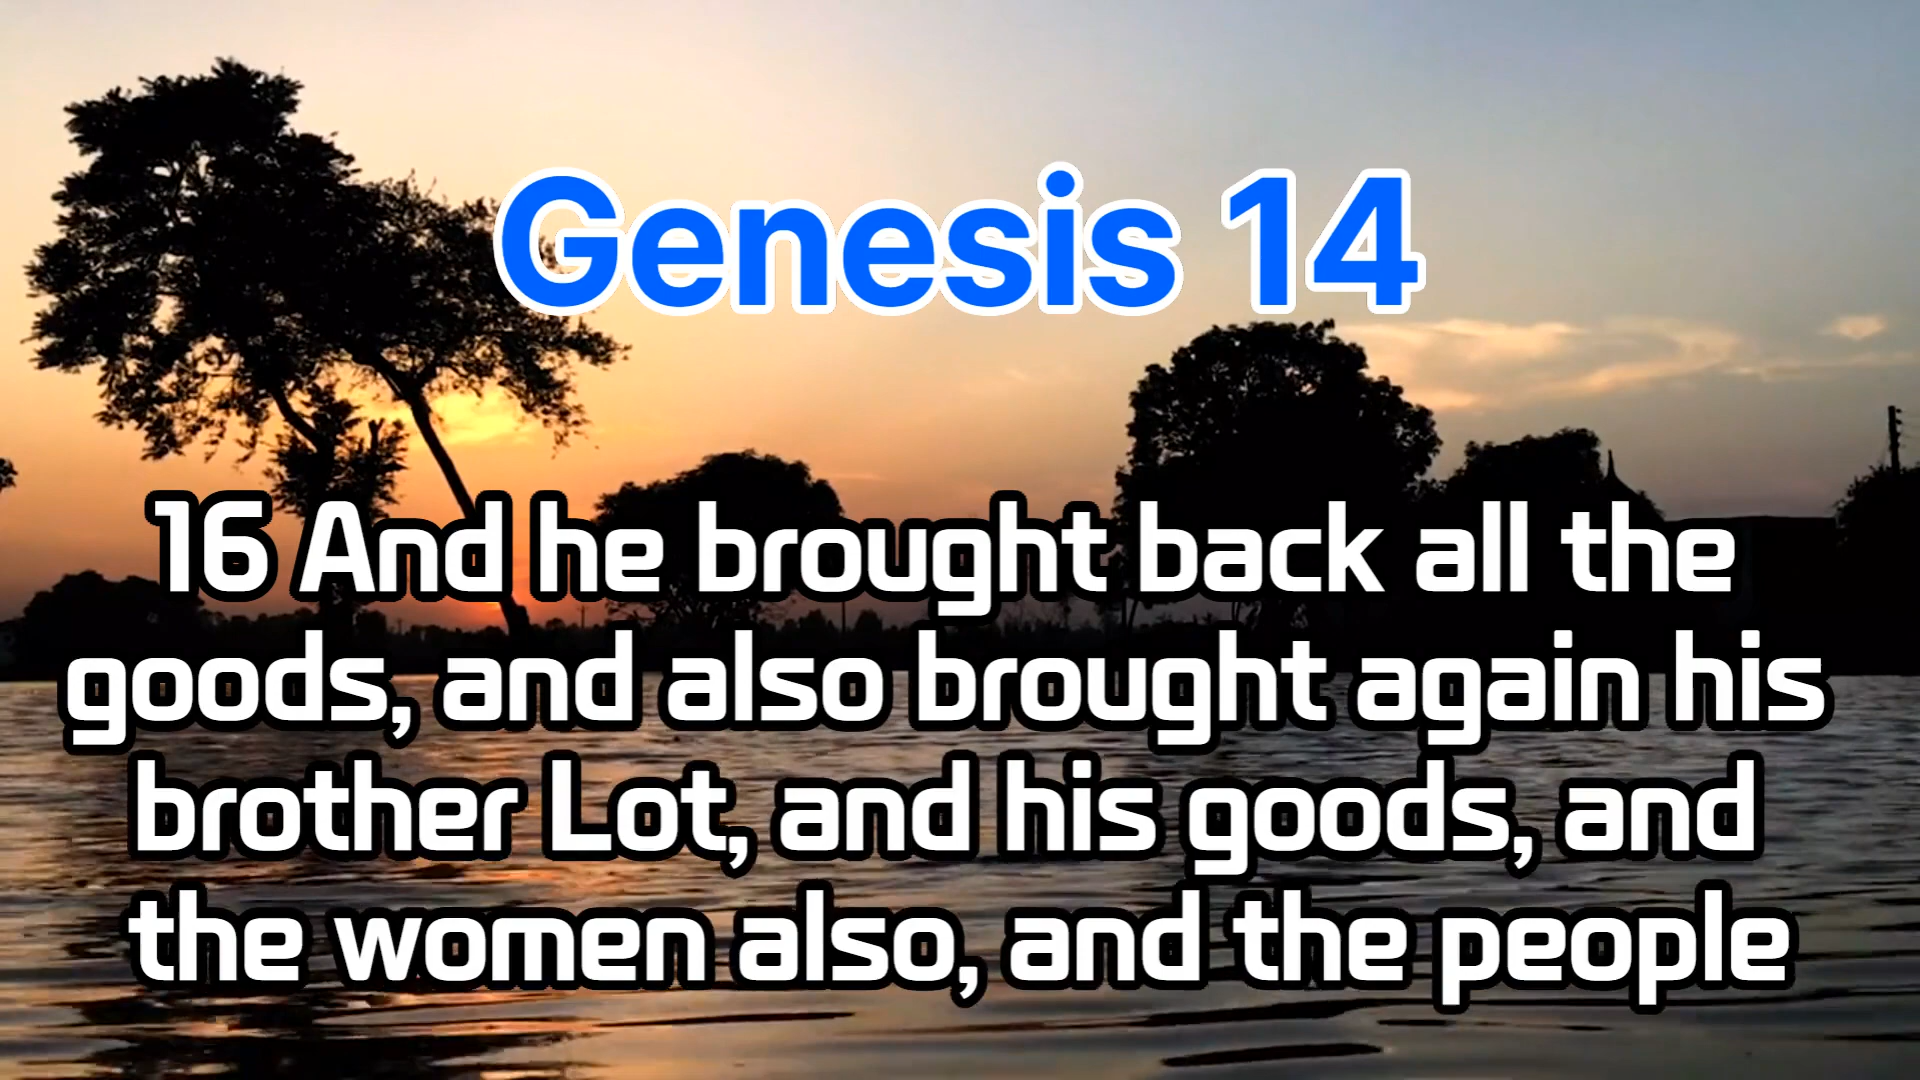 Genesis 14
16 And he brought back all the
goods, and also brought again his
brother Lot, and his goods, and
the women also, and the people